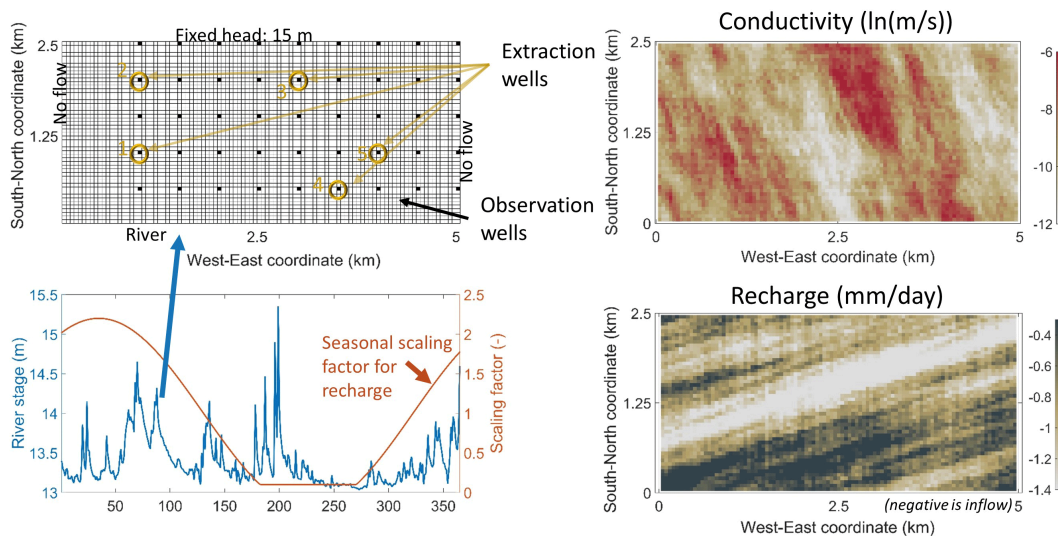 Fixed head: 15 m
2.5
1.25
South-North coordinate (km)
No flow
No flow
2
3
1
5
4
Extraction
wells
Observation
wells
River
2.5
5
West-East coordinate (km)
Conductivity (ln(m/s))
2.5
1.25
0
South-North coordinate (km)
0
2.5
5
West-East coordinate (km)
-6
-8
-10
-12
15.5
15
14.5
14
13.5
13
River stage (m)
50
100
150
200
250
300
350
2.5
2
1.5
1
0.5
0
Scaling factor (-)
Seasonal scaling
factor for
recharge
Recharge (mm/day)
2.5
1.25
0
South-North coordinate (km)
0
2.5
5
(negative is inflow)
West-East coordinate (km)
-0.4
-0.6
-0.8
-1
-1.2
-1.4